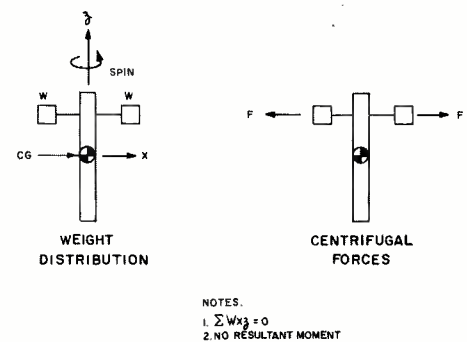 z
SPIN
W W
CG X
WEIGHT
DISTRIBUTION
F F
CENTRIFUGAL
FORCES
NOTES.
1. ΣWxz = 0
2. NO RESULTANT MOMENT